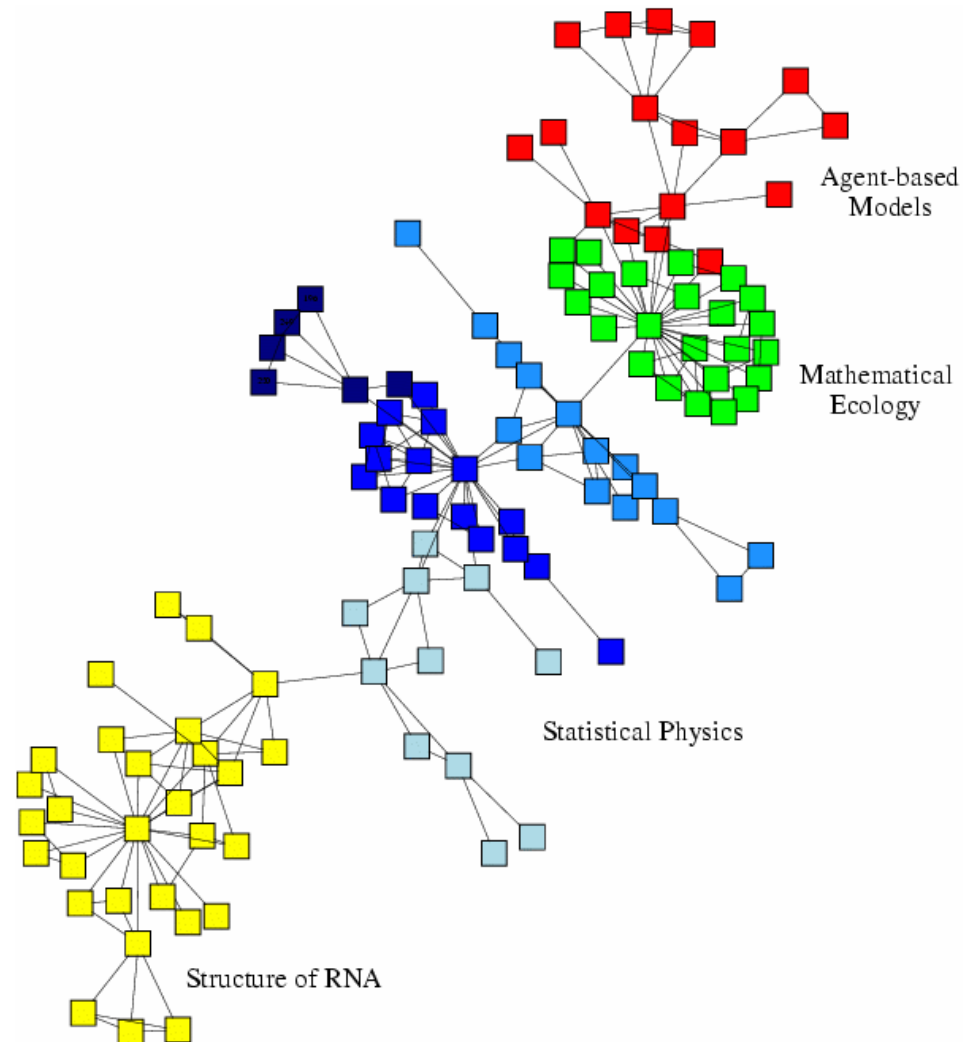 Agent-based
Models
Mathematical
Ecology
Statistical Physics
Structure of RNA